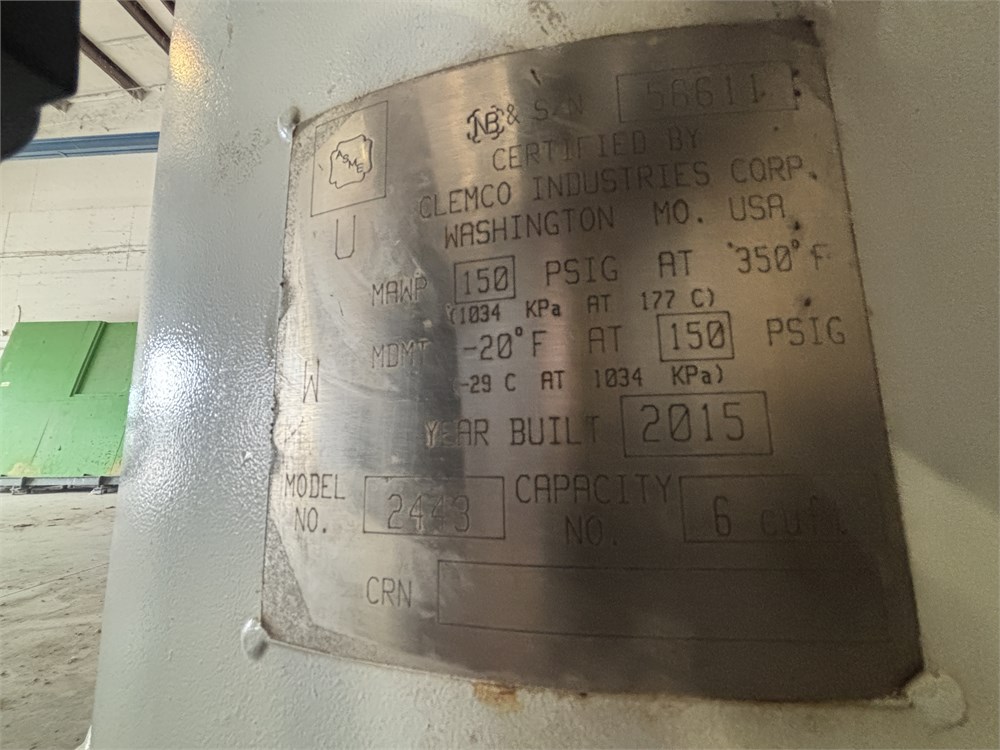 ASME
NB & S/N 56611
CERTIFIED BY
CLEMCO INDUSTRIES CORP.
WASHINGTON MO. USA
U
MAWP 150 PSIG AT 350°F
(1034 KPa AT 177 C)
MDMT -20°F AT 150 PSIG
-29 C AT 1034 KPa)
W
YEAR BUILT 2015
MODEL NO. 2443 CAPACITY NO. 6 cuft.
CRN